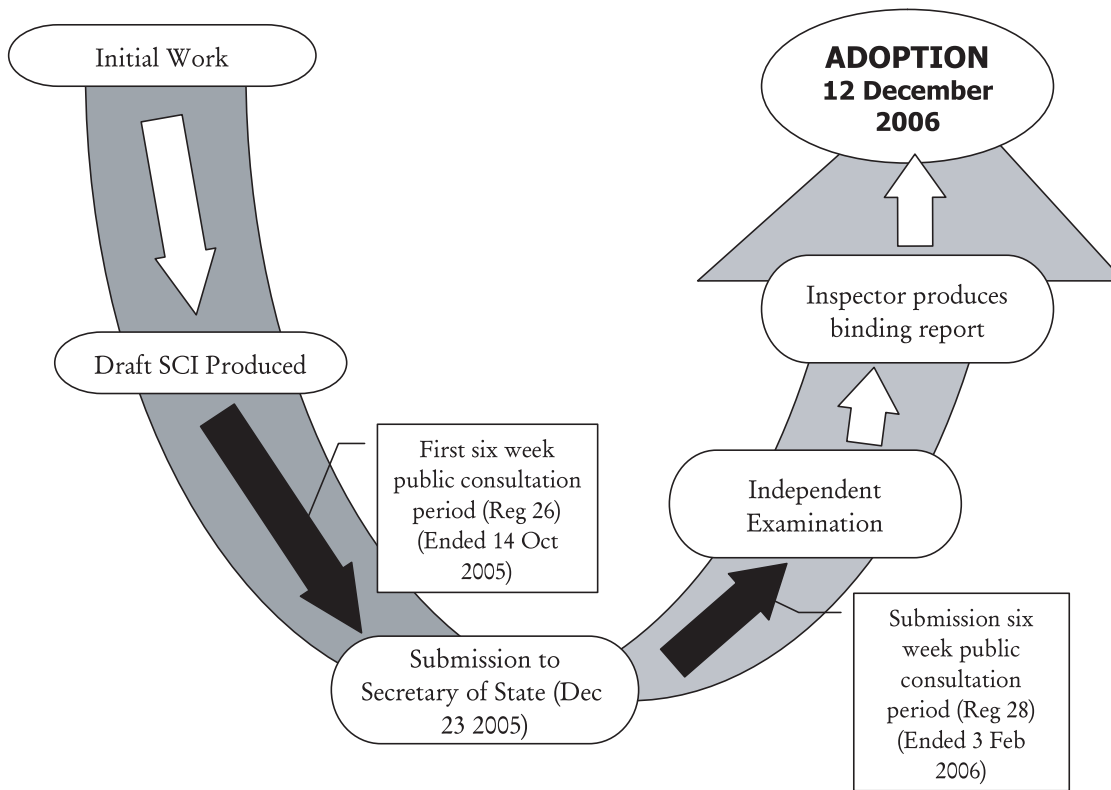 Initial Work
Draft SCI Produced
First six week
public consultation
period (Reg 26)
(Ended 14 Oct
2005)
Submission to
Secretary of State (Dec
23 2005)
Submission six
week public
consultation
period (Reg 28)
(Ended 3 Feb
2006)
Independent
Examination
Inspector produces
binding report
ADOPTION
12 December
2006